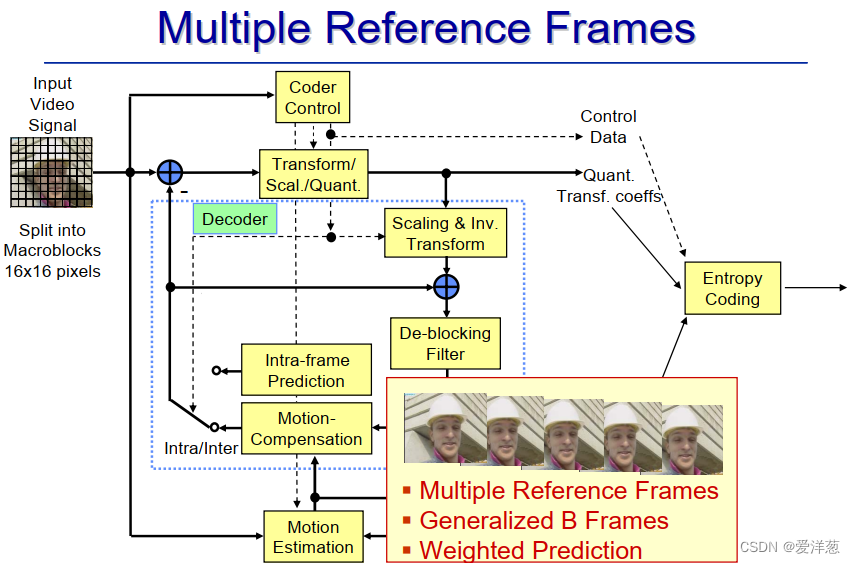 Multiple Reference Frames
Input
Video
Signal
Split into
Macroblocks
16x16 pixels
Coder
Control
Control
Data
Transform/
Scal./Quant.
-
Quant.
Transf. coeffs
Decoder
Scaling & Inv.
Transform
Entropy
Coding
De-blocking
Filter
Intra-frame
Prediction
Motion-
Compensation
Intra/Inter
Motion
Estimation
▪ Multiple Reference Frames
▪ Generalized B Frames
▪ Weighted Prediction
CSDN @爱洋葱